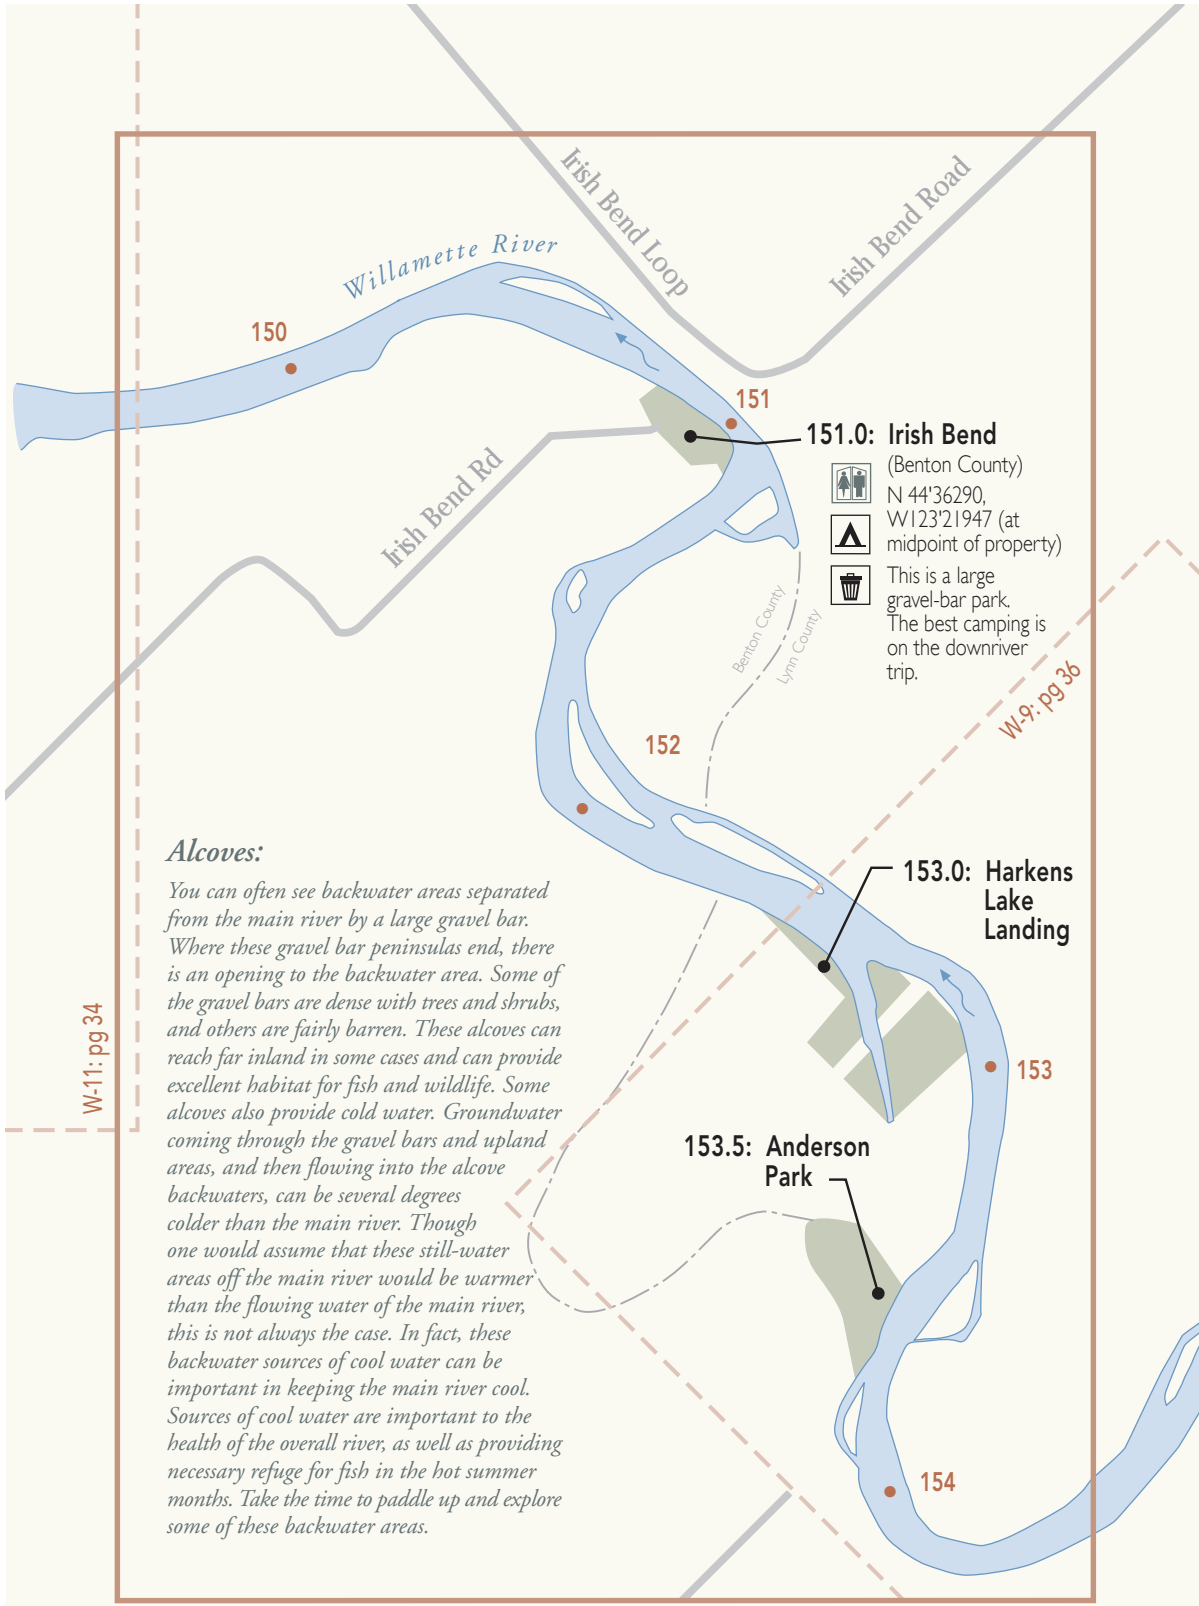 Irish Bend Loop
Irish Bend Road
Willamette River
150
151
151.0: Irish Bend
(Benton County)
N 44'36290,
W123'21947 (at
midpoint of property)
This is a large
gravel-bar park.
The best camping is
on the downriver
trip.
Irish Bend Rd
Benton County
Lynn County
W-9: pg 36
152
Alcoves:
You can often see backwater areas separated
from the main river by a large gravel bar.
Where these gravel bar peninsulas end, there
is an opening to the backwater area. Some of
the gravel bars are dense with trees and shrubs,
and others are fairly barren. These alcoves can
reach far inland in some cases and can provide
excellent habitat for fish and wildlife. Some
alcoves also provide cold water. Groundwater
coming through the gravel bars and upland
areas, and then flowing into the alcove
backwaters, can be several degrees
colder than the main river. Though
one would assume that these still-water
areas off the main river would be warmer
than the flowing water of the main river,
this is not always the case. In fact, these
backwater sources of cool water can be
important in keeping the main river cool.
Sources of cool water are important to the
health of the overall river, as well as providing
necessary refuge for fish in the hot summer
months. Take the time to paddle up and explore
some of these backwater areas.
153.0: Harkens
Lake
Landing
W-11: pg 34
153
153.5: Anderson
Park
154